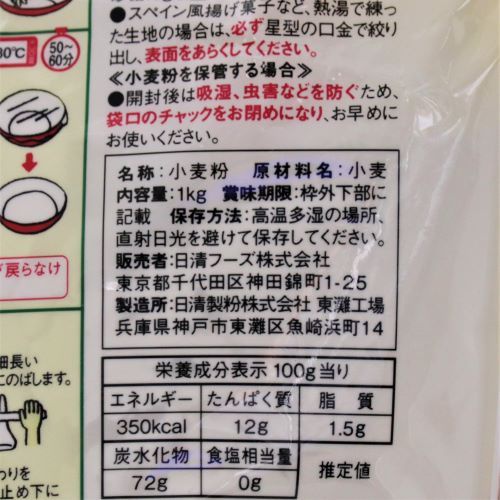 ●スペイン風揚げ菓子など、熱湯で練っ
た生地の場合は、必ず星型の口金で絞り
出し、表面をあらくしてください。
≪小麦粉を保管する場合≫
●開封後は吸湿、虫害などを防ぐため、
袋口のチャックをお閉めになり、お早めに
お使いください。
名称:小麦粉 原材料名:小麦
内容量:1kg 賞味期限:枠外下部に
記載 保存方法:高温多湿の場所、
直射日光を避けて保存してください。
販売者:日清フーズ株式会社
東京都千代田区神田錦町1-25
製造所:日清製粉株式会社 東灘工場
兵庫県神戸市東灘区魚崎浜町14
栄養成分表示 100g当り
エネルギー たんぱく質 脂質
350kcal 12g 1.5g
炭水化物 食塩相当量 推定値
72g 0g
30℃ 50〜60分
戻らなけ
細長い
このばします。
わりを
止め下に